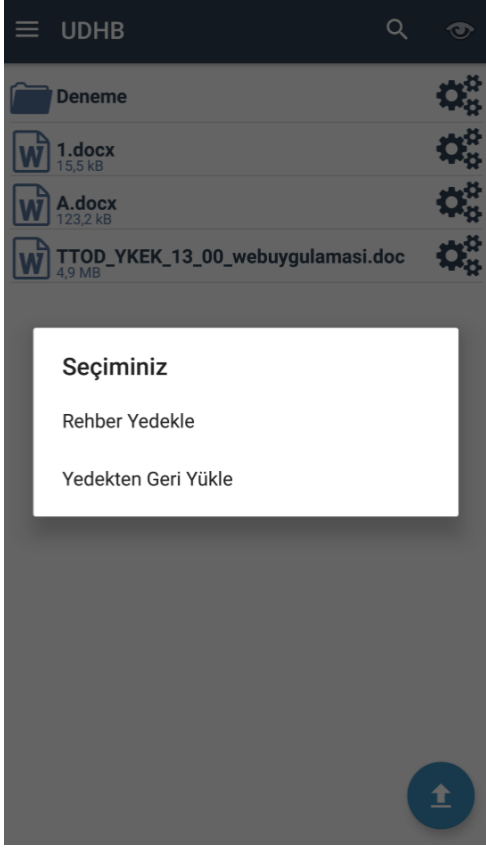 UDHB
Deneme
1.docx
15,5 kB
A.docx
123,2 kB
TTOD_YKEK_13_00_webuygulamasi.doc
4,9 MB
Seçiminiz
Rehber Yedekle
Yedekten Geri Yükle